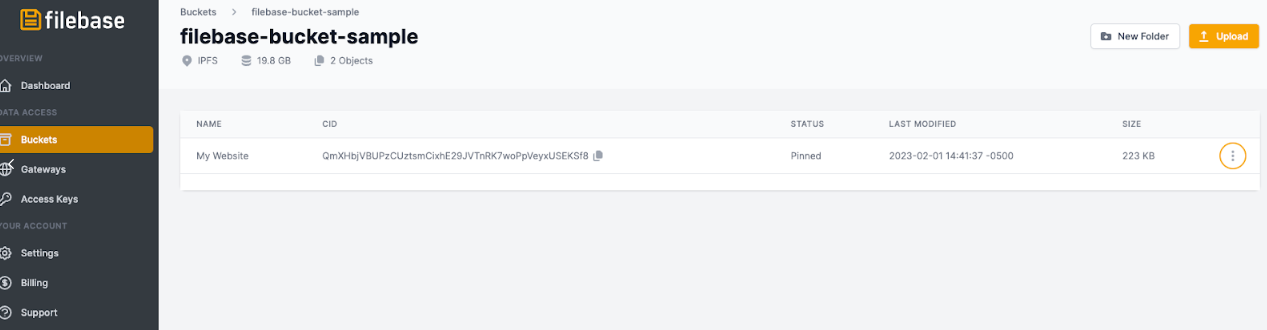 filebase
OVERVIEW
Dashboard
DATA ACCESS
Buckets
Gateways
Access Keys
YOUR ACCOUNT
Settings
Billing
Support
Buckets > filebase-bucket-sample
filebase-bucket-sample
IPFS 19.8 GB 2 Objects
New Folder Upload
NAME CID STATUS LAST MODIFIED SIZE
My Website QmXHbjVBUPzCUztsmCixhE29JVTnRK7woPpVeyxUSEKSf8 Pinned 2023-02-01 14:41:37 -0500 223 KB